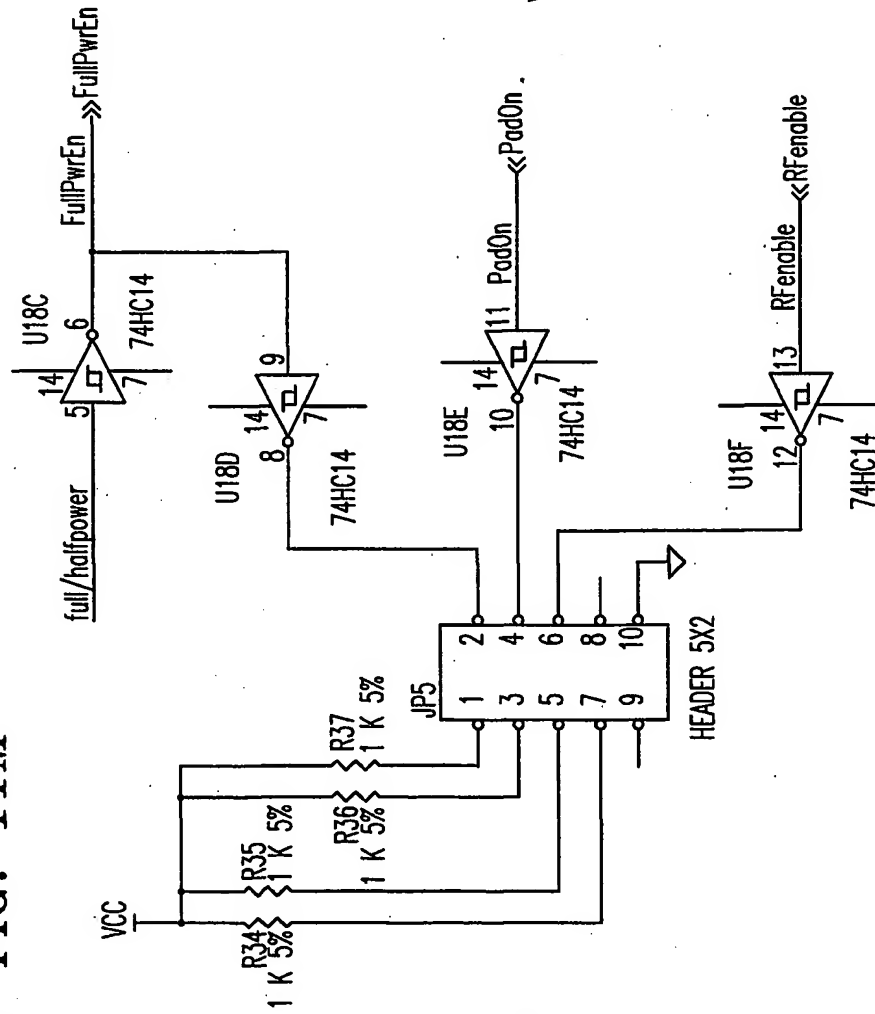 VCC
full/halfpower
5
14
7
6
U18C
74HC14
FullPwrEn
FullPwrEn
R34
1 K 5%
R35
1 K 5%
R36
1 K 5%
R37
1 K 5%
U18D
8
14
7
9
74HC14
JP5
1
2
3
4
5
6
7
8
9
10
HEADER 5X2
U18E
10
14
7
11
74HC14
PadOn
PadOn
U18F
12
14
7
13
74HC14
RFenable
RFenable